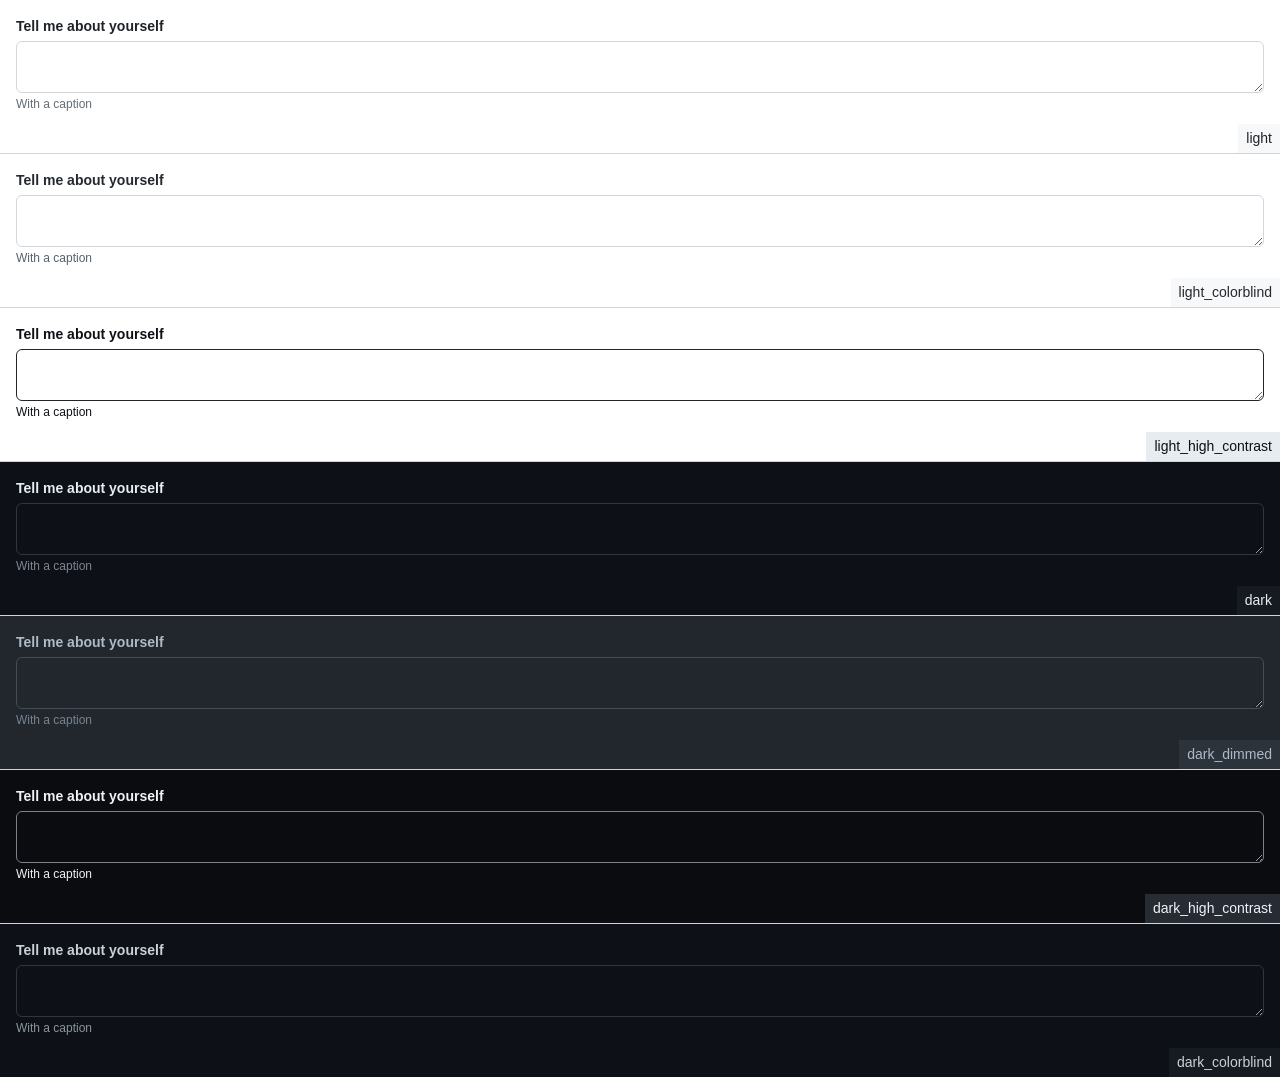 Tell me about yourself
With a caption
light
Tell me about yourself
With a caption
light_colorblind
Tell me about yourself
With a caption
light_high_contrast
Tell me about yourself
With a caption
dark
Tell me about yourself
With a caption
dark_dimmed
Tell me about yourself
With a caption
dark_high_contrast
Tell me about yourself
With a caption
dark_colorblind